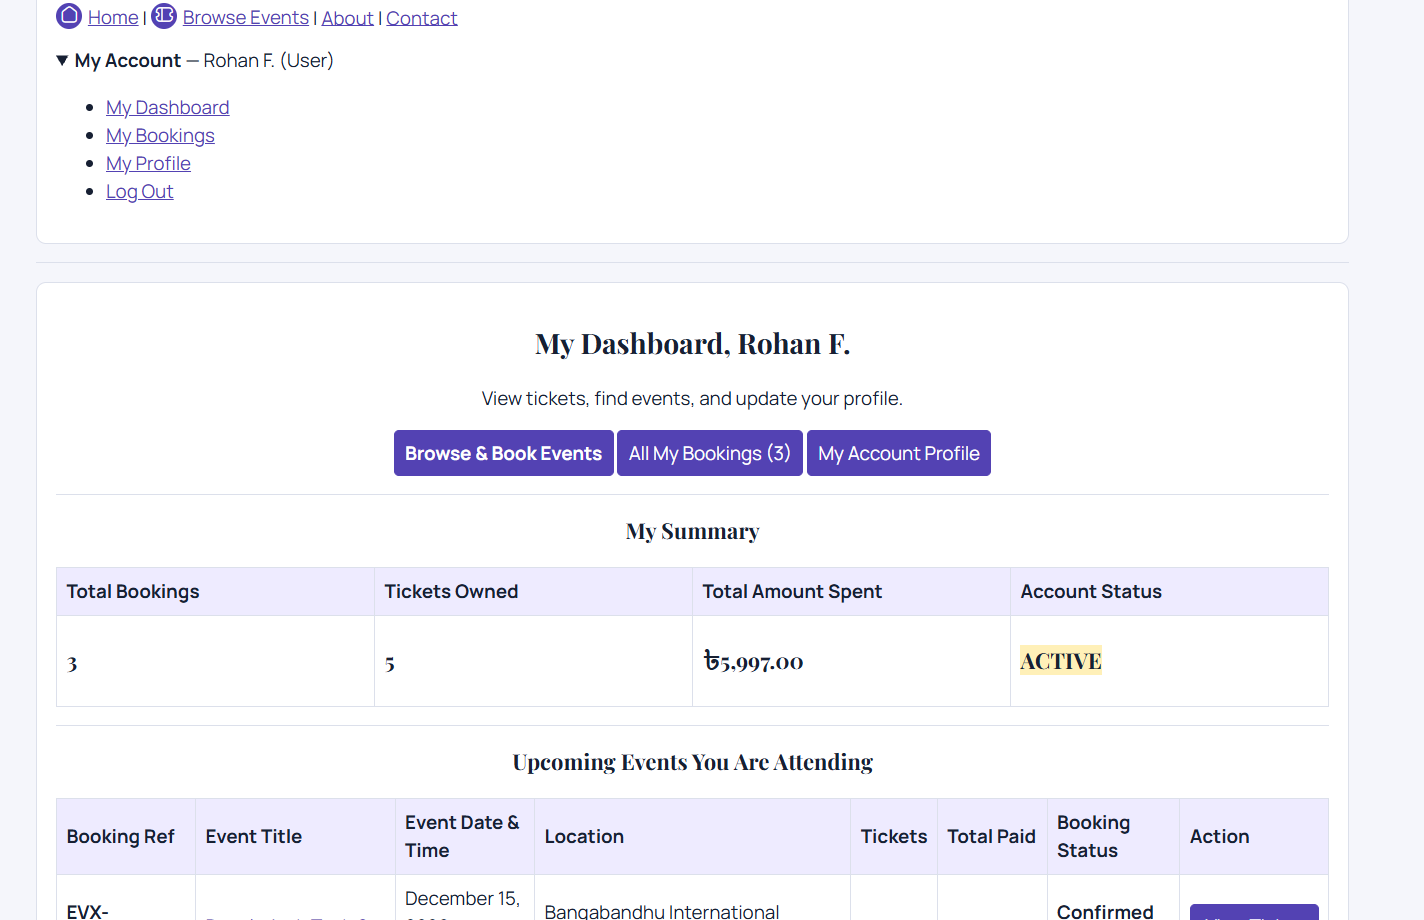 Home | Browse Events | About | Contact
▼ My Account — Rohan F. (User)
• My Dashboard
• My Bookings
• My Profile
• Log Out
My Dashboard, Rohan F.
View tickets, find events, and update your profile.
Browse & Book Events All My Bookings (3) My Account Profile
My Summary
Total Bookings Tickets Owned Total Amount Spent Account Status
3 5 ৳5,997.00 ACTIVE
Upcoming Events You Are Attending
Booking Ref Event Title Event Date & Time Location Tickets Total Paid Booking Status Action
December 15,
EVX- Bangabandhu International Confirmed